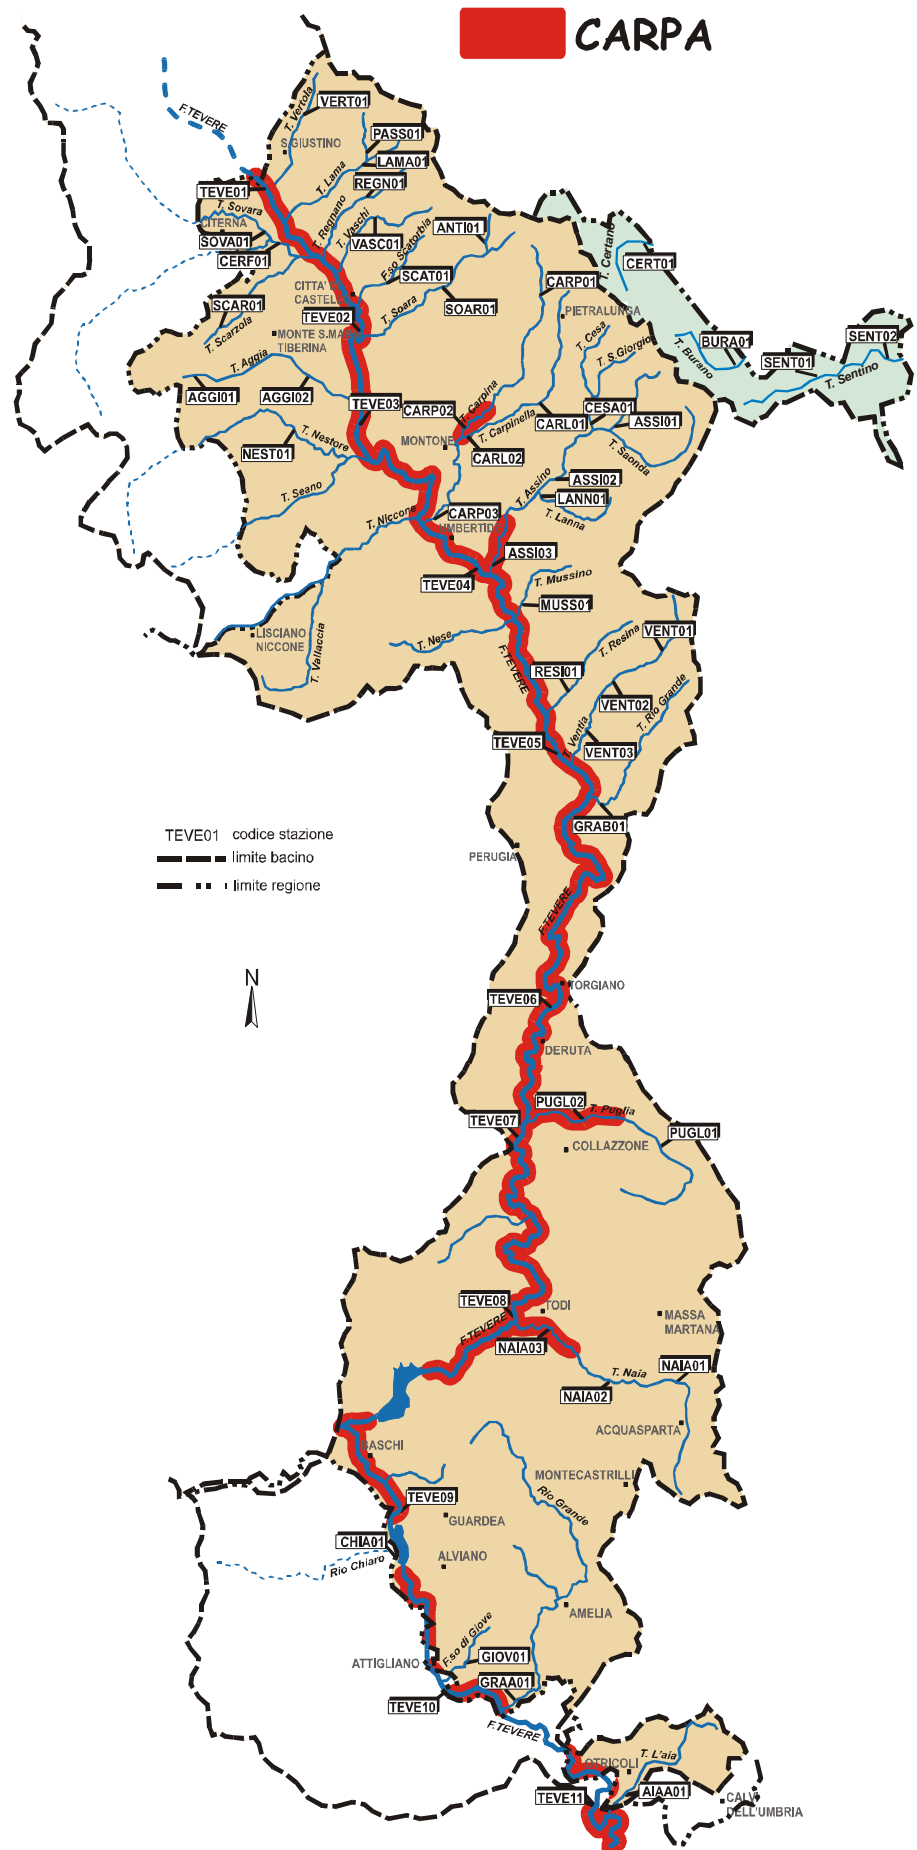 CARPA
F.TEVERE
T. Vertola
VERT01
S.GIUSTINO
PASS01
LAMA01
T. Lama
REGN01
TEVE01
T. Sovara
CITERNA
SOVA01
CERF01
T. Regnano
T. Vaschi
VASC01
F.so Scatorbia
ANTI01
T. Certano
CERT01
SCAT01
CITTA' DI
CASTELLO
SOAR01
T. Soara
CARP01
PIETRALUNGA
SCAR01
T. Scarzola
TEVE02
MONTE S.MARIA
TIBERINA
T. Cesa
T. S.Giorgio
BURA01
T. Burano
SENT01
SENT02
T. Sentino
T. Aggia
AGGI01
AGGI02
TEVE03
CARP02
T. Carpina
T. Carpinella
CARL01
CESA01
ASSI01
MONTONE
CARL02
T. Saonda
NEST01
T. Nestore
T. Seano
ASSI02
T. Assino
LANN01
T. Lanna
T. Niccone
CARP03
UMBERTIDE
ASSI03
TEVE04
T. Mussino
MUSS01
LISCIANO
NICCONE
T. Vallaccia
T. Nese
F.TEVERE
VENT01
T. Resina
RESI01
VENT02
T. Rio Grande
T. Ventia
TEVE05
VENT03
GRAB01
TEVE01 codice stazione
limite bacino
limite regione
PERUGIA
F.TEVERE
N
TORGIANO
TEVE06
DERUTA
PUGL02
T. Puglia
TEVE07
PUGL01
COLLAZZONE
TEVE08
TODI
MASSA
MARTANA
F.TEVERE
NAIA03
NAIA01
T. Naia
NAIA02
ACQUASPARTA
BASCHI
MONTECASTRILLI
TEVE09
Rio Grande
GUARDEA
CHIA01
Rio Chiaro
ALVIANO
AMELIA
F.so di Giove
ATTIGLIANO
GIOV01
GRAA01
TEVE10
F.TEVERE
T. L'aia
OTRICOLI
TEVE11
AIAA01
CALVI
DELL'UMBRIA